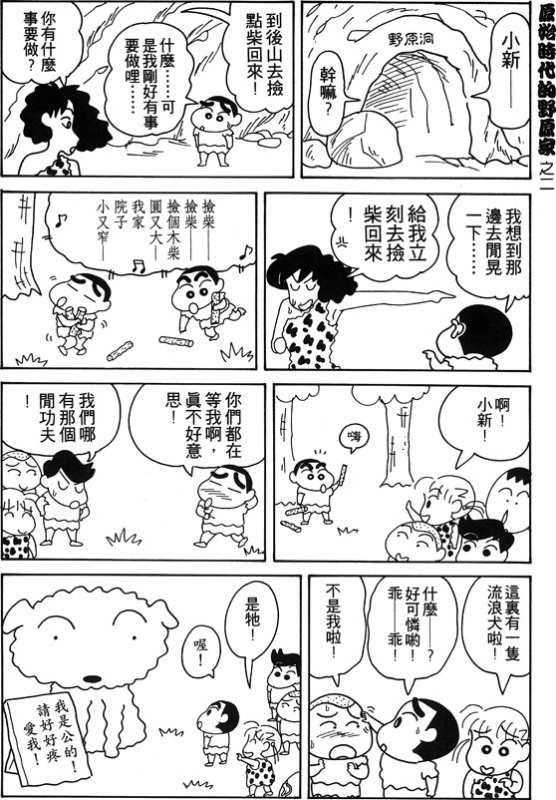 原始時代的野原家之二
小新——
野原洞
幹嘛？
到後山去撿
點柴回來！
什麼……可
是我剛好有事
要做哩……
你有什麼
事要做？
我想到那
邊去閒晃
一下……
給我立
刻去撿
柴回來
！
撿柴——
撿柴——
撿個木柴
圓又大——
我家
院子
小又窄——
啊！
小新！
嗨
你們都在
等我啊，
真不好意
思！
我們哪
有那個
閒功夫
！
這裏有一隻
流浪犬啦！
什麼——？
好可憐喲！
乖——乖！
不是我啦！
是牠！
喔！
我是公的！
請好好疼
愛我！